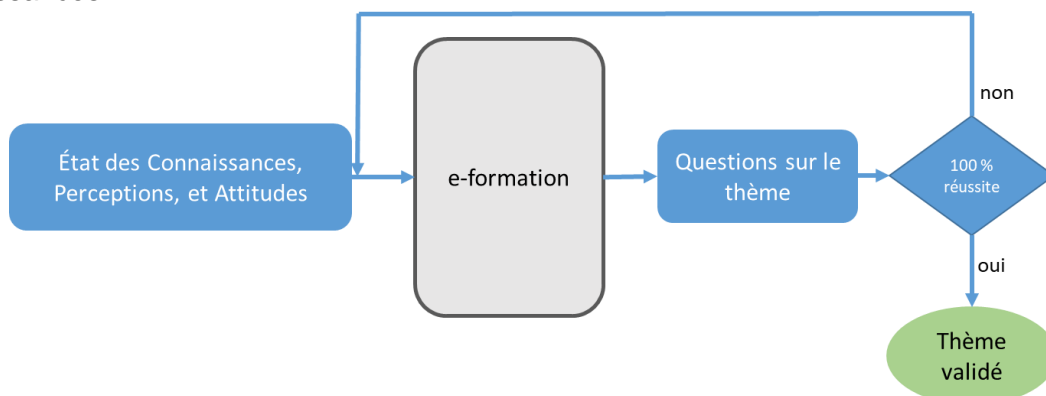 État des Connaissances,
Perceptions, et Attitudes
e-formation
Questions sur le
thème
100 %
réussite
non
oui
Thème
validé